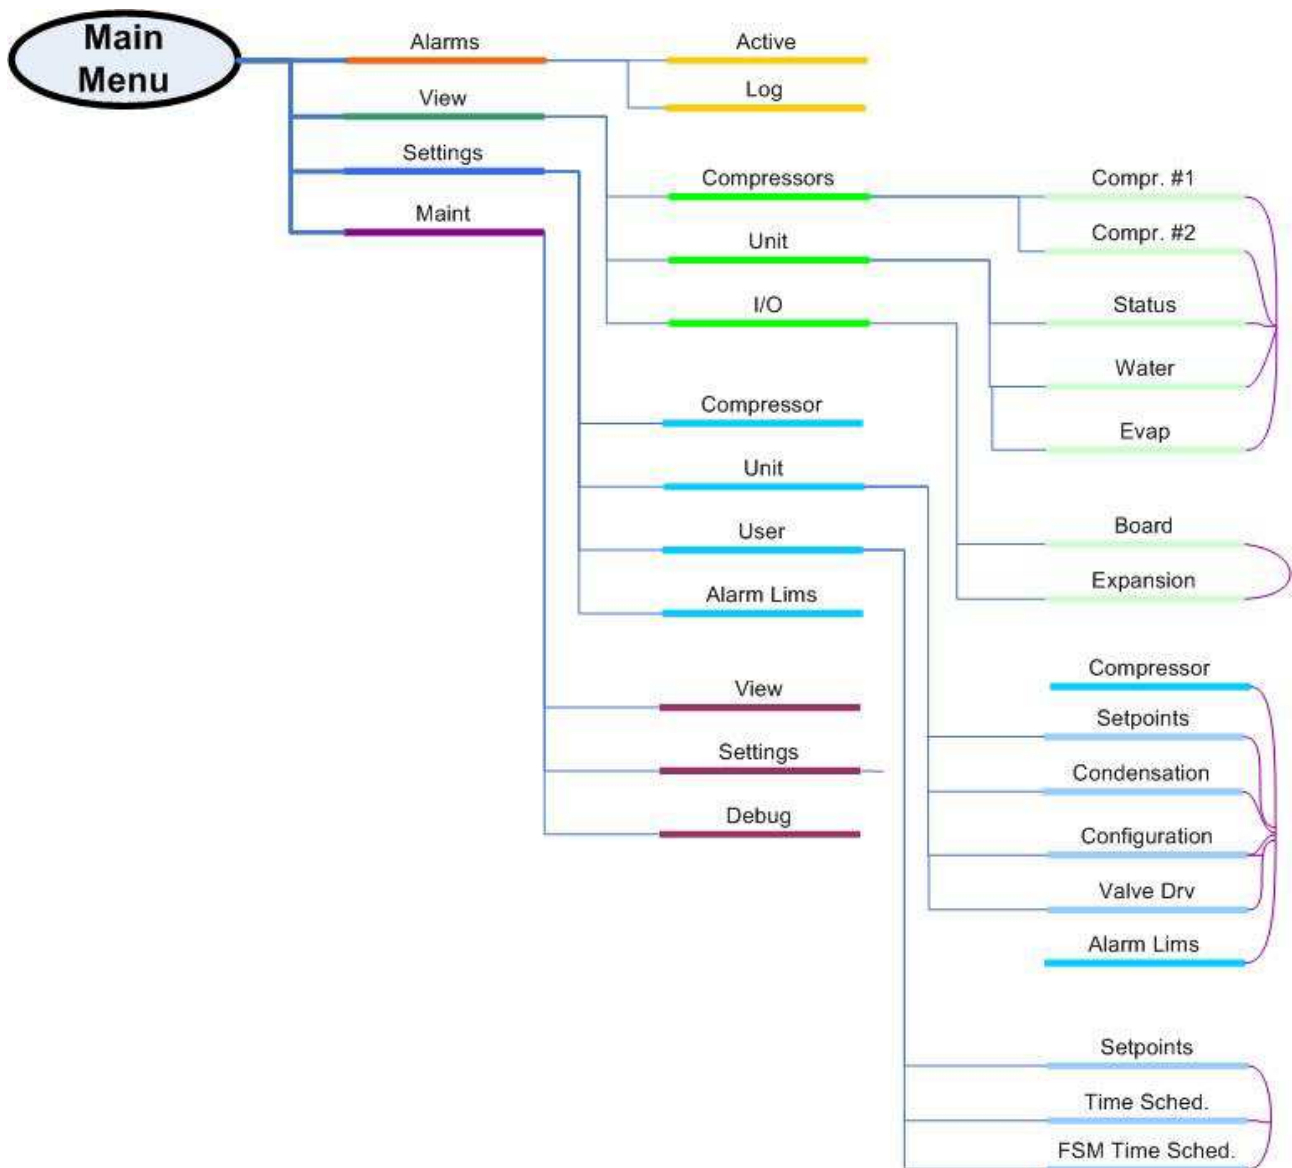 Main
Menu
Alarms
Active
Log
View
Settings
Maint
Compressors
Compr. #1
Compr. #2
Unit
Status
I/O
Water
Evap
Compressor
Unit
User
Alarm Lims
Board
Expansion
View
Settings
Debug
Compressor
Setpoints
Condensation
Configuration
Valve Drv
Alarm Lims
Setpoints
Time Sched.
FSM Time Sched.